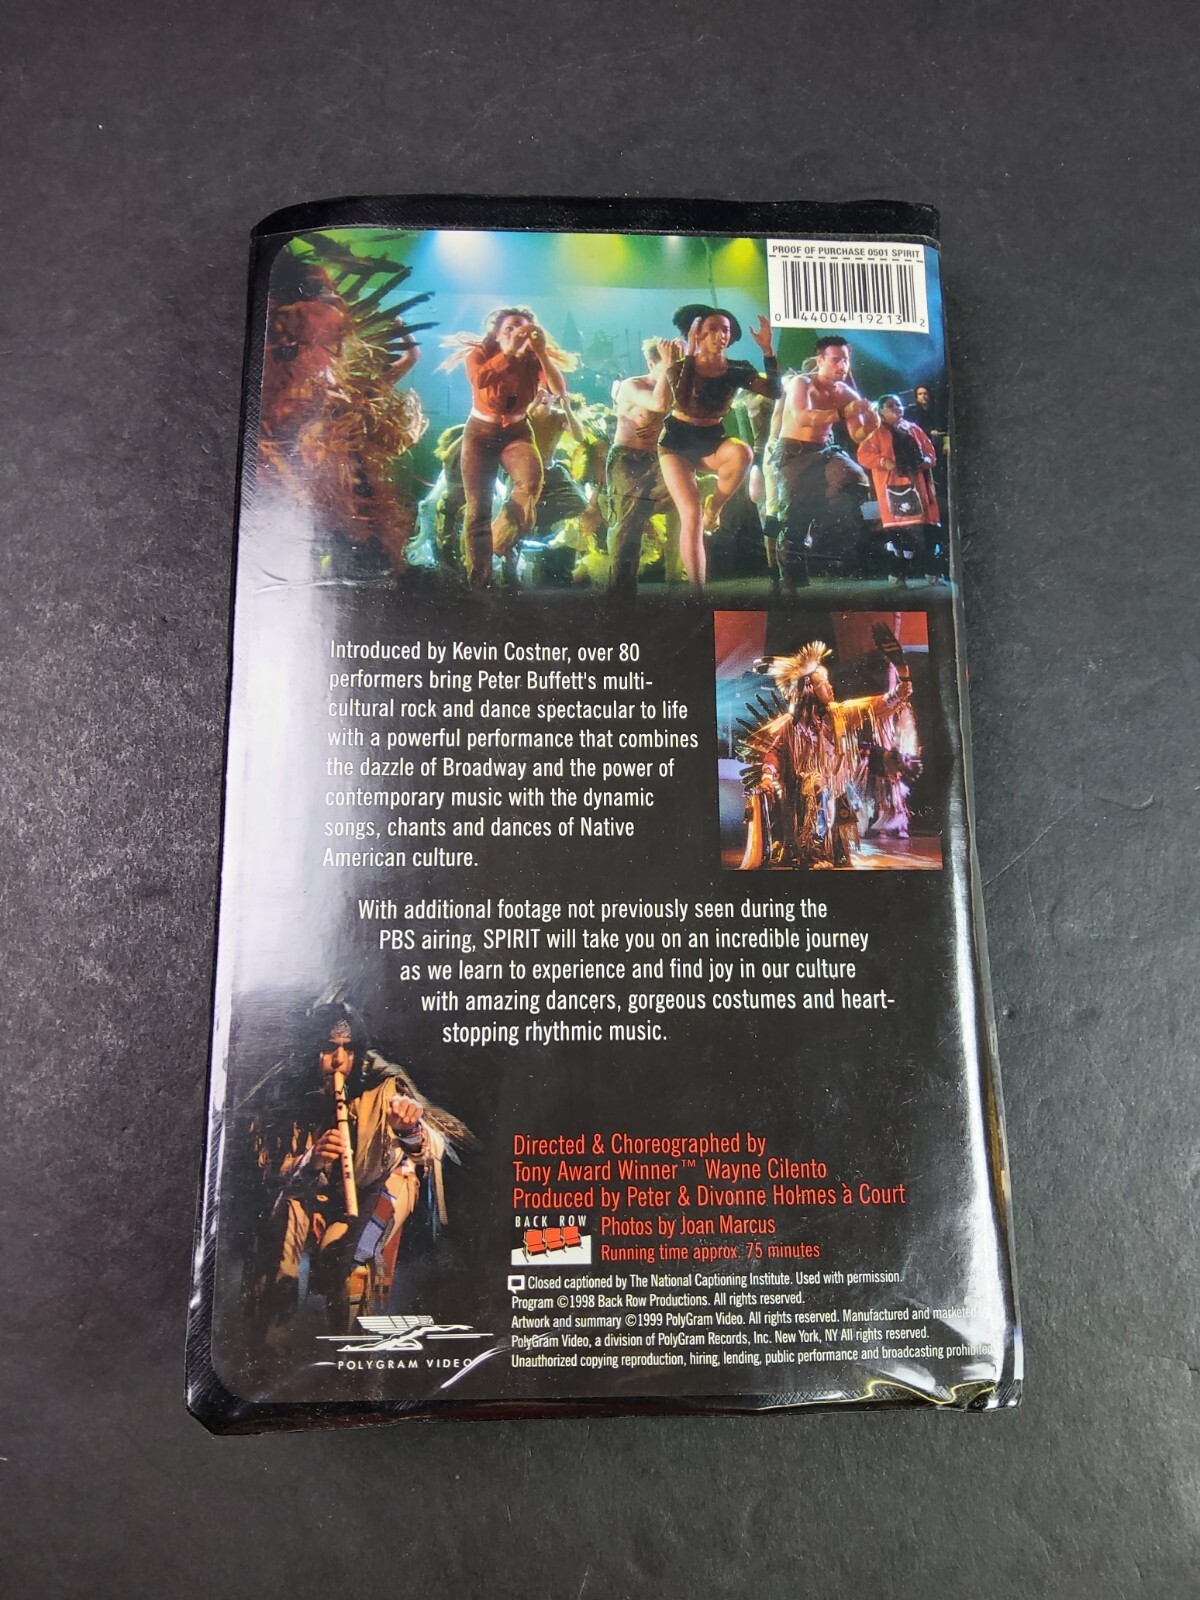 PROOF OF PURCHASE 0501 SPIRIT
0 44004 19213 2
Introduced by Kevin Costner, over 80
performers bring Peter Buffett's multi-
cultural rock and dance spectacular to life
with a powerful performance that combines
the dazzle of Broadway and the power of
contemporary music with the dynamic
songs, chants and dances of Native
American culture.
With additional footage not previously seen during the
PBS airing, SPIRIT will take you on an incredible journey
as we learn to experience and find joy in our culture
with amazing dancers, gorgeous costumes and heart-
stopping rhythmic music.
Directed & Choreographed by
Tony Award Winner™ Wayne Cilento
Produced by Peter & Divonne Holmes à Court
BACK ROW
Photos by Joan Marcus
Running time approx. 75 minutes
Closed captioned by The National Captioning Institute. Used with permission.
Program ©1998 Back Row Productions. All rights reserved.
Artwork and summary ©1999 PolyGram Video. All rights reserved. Manufactured and marketed
PolyGram Video, a division of PolyGram Records, Inc. New York, NY All rights reserved.
Unauthorized copying reproduction, hiring, lending, public performance and broadcasting prohibited
POLYGRAM VIDEO